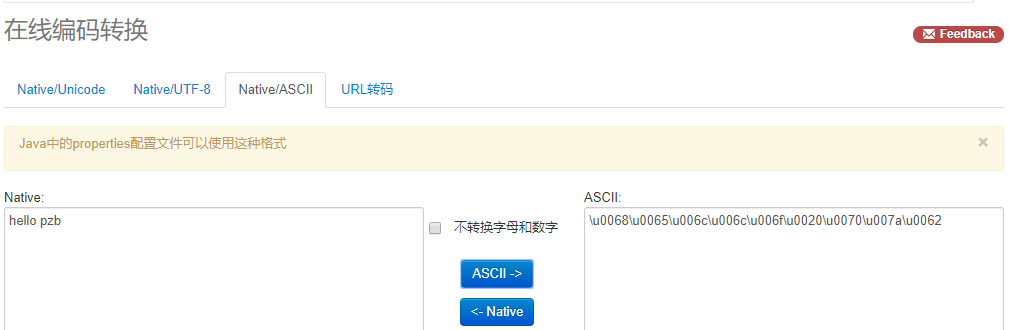 在线编码转换
Feedback
Native/Unicode Native/UTF-8 Native/ASCII URL转码
Java中的properties配置文件可以使用这种格式 ×
Native: ASCII:
hello pzb 不转换字母和数字 \u0068\u0065\u006c\u006c\u006f\u0020\u0070\u007a\u0062
ASCII ->
<- Native